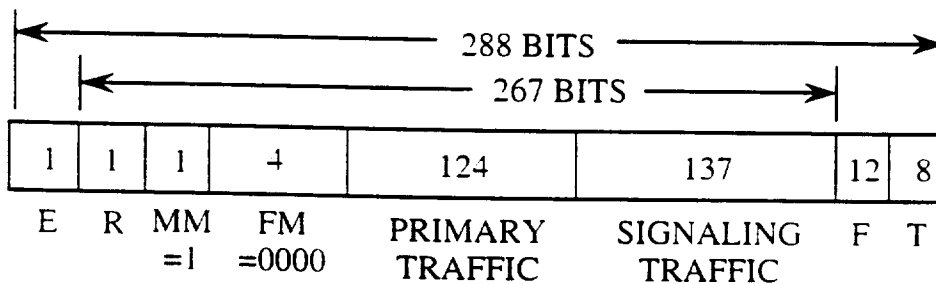 288 BITS
267 BITS
1 1 1 4 124 137 12 8
E R MM FM PRIMARY SIGNALING F T
=1 =0000 TRAFFIC TRAFFIC